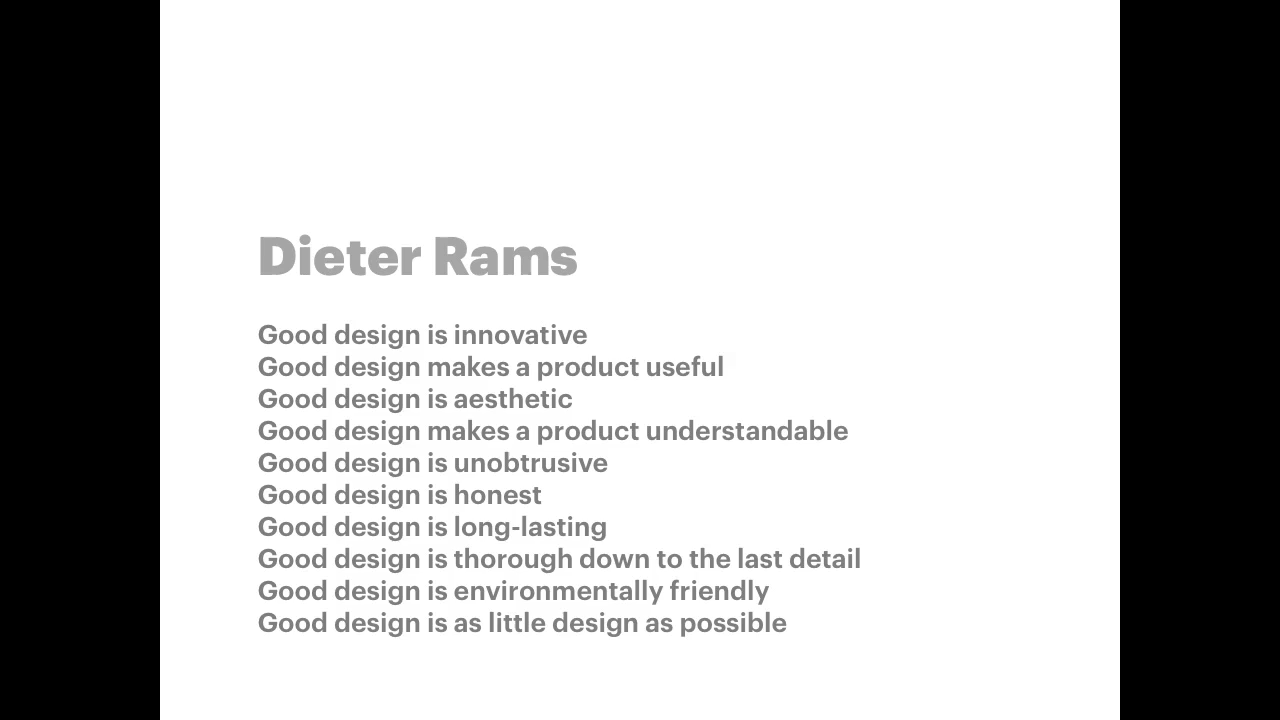 Dieter Rams
Good design is innovative
Good design makes a product useful
Good design is aesthetic
Good design makes a product understandable
Good design is unobtrusive
Good design is honest
Good design is long-lasting
Good design is thorough down to the last detail
Good design is environmentally friendly
Good design is as little design as possible